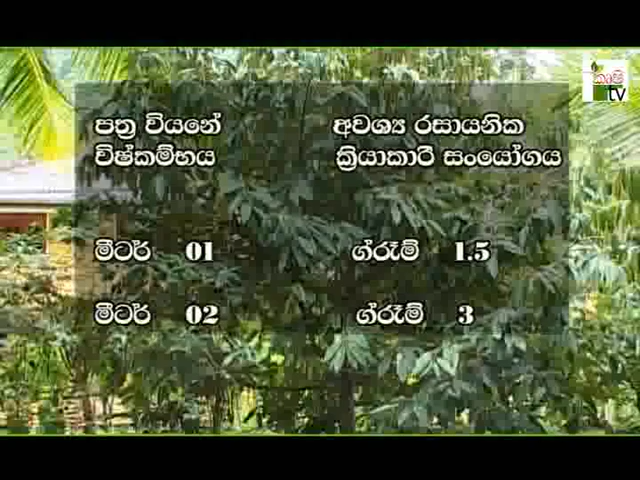 කෘෂි
tv
පත්‍ර වියනේ අවශ්‍ය රසායනික
විෂ්කම්භය ක්‍රියාකාරී සංයෝගය
මීටර් 01 ග්රෑම් 1.5
මීටර් 02 ග්රෑම් 3